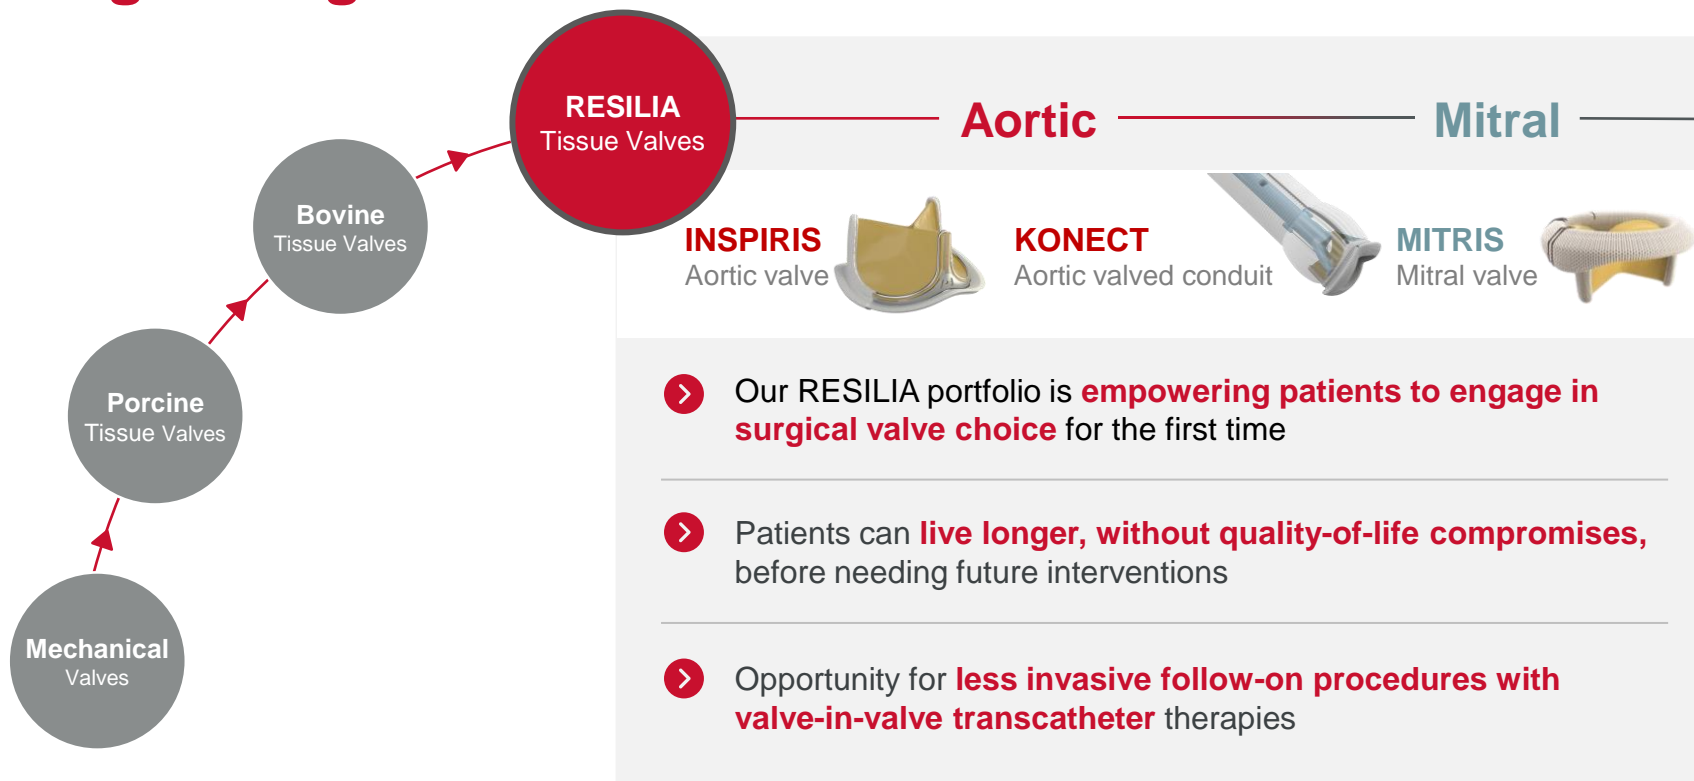 RESILIA
Tissue Valves
Aortic
Mitral
Bovine
Tissue Valves
INSPIRIS
Aortic valve
KONECT
Aortic valved conduit
MITRIS
Mitral valve
Porcine
Tissue Valves
Mechanical
Valves
Our RESILIA portfolio is empowering patients to engage in
surgical valve choice for the first time
Patients can live longer, without quality-of-life compromises,
before needing future interventions
Opportunity for less invasive follow-on procedures with
valve-in-valve transcatheter therapies